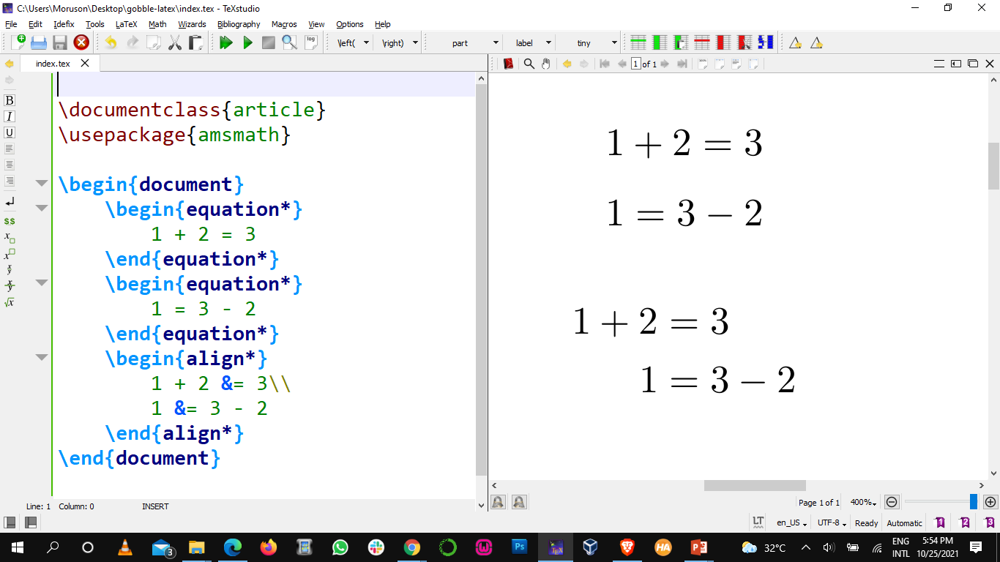 C:\Users\Moruson\Desktop\gobble-latex\index.tex - TeXstudio
File Edit Idefix Tools LaTeX Math Wizards Bibliography Macros View Options Help
log \left( \right) part label tiny
index.tex
1 of 1
\documentclass{article}
\usepackage{amsmath}
\begin{document}
\begin{equation*}
1 + 2 = 3
\end{equation*}
\begin{equation*}
1 = 3 - 2
\end{equation*}
\begin{align*}
1 + 2 &= 3\\
1 &= 3 - 2
\end{align*}
\end{document}
B
I
U
$$
1 + 2 = 3
1 = 3 − 2
1 + 2 = 3
1 = 3 − 2
Line: 1 Column: 0 INSERT
Page 1 of 1 400%
LT en_US UTF-8 Ready Automatic 1 2 3
3 Ps HA 32°C ENG 5:54 PM
INTL 10/25/2021